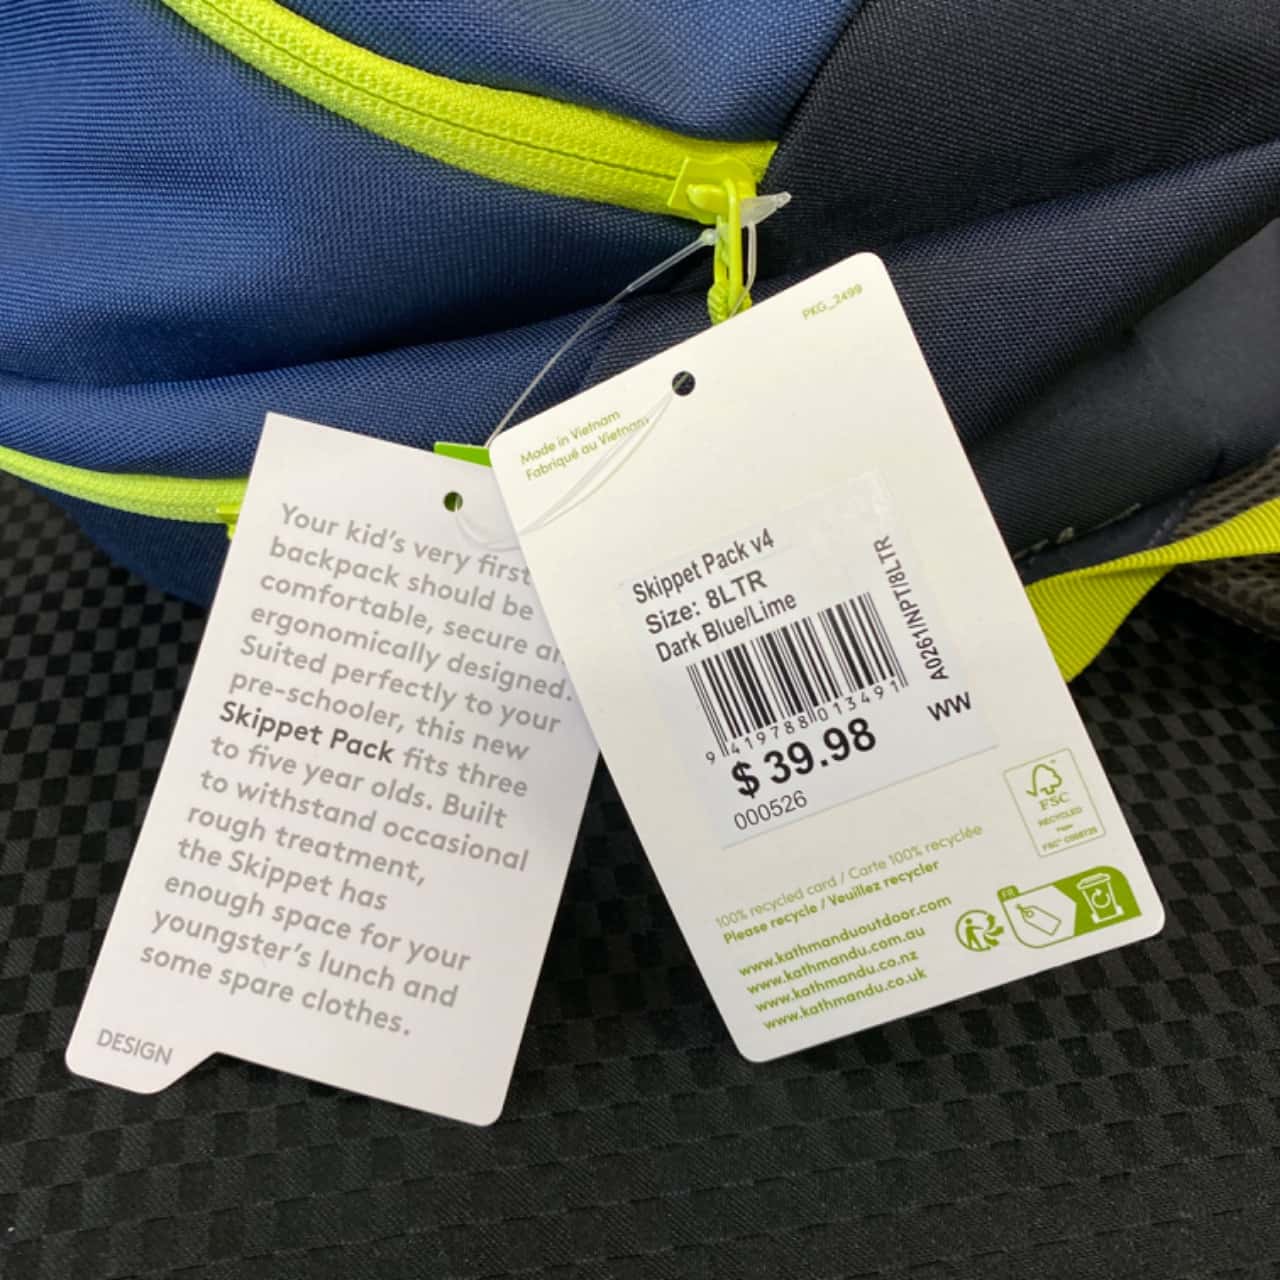 Your kid's very first
backpack should be
comfortable, secure
ergonomically designed.
Suited perfectly to your
pre-schooler, this new
Skippet Pack fits three
to five year olds. Built
to withstand occasional
rough treatment,
the Skippet has
enough space for your
youngster's lunch and
some spare clothes.
DESIGN
PKG_2499
Made in Vietnam
Fabriqué au Vietnam
Skippet Pack v4
Size: 8LTR
Dark Blue/Lime
9 419788 013491
$ 39.98
000526
A0261/NPT/8LTR
WW
FSC
RECYCLED
Paper
100% recycled card / Carte 100% recyclée
Please recycle / Veuillez recycler
FR
www.kathmanduoutdoor.com
www.kathmandu.com.au
www.kathmandu.co.nz
www.kathmandu.co.uk